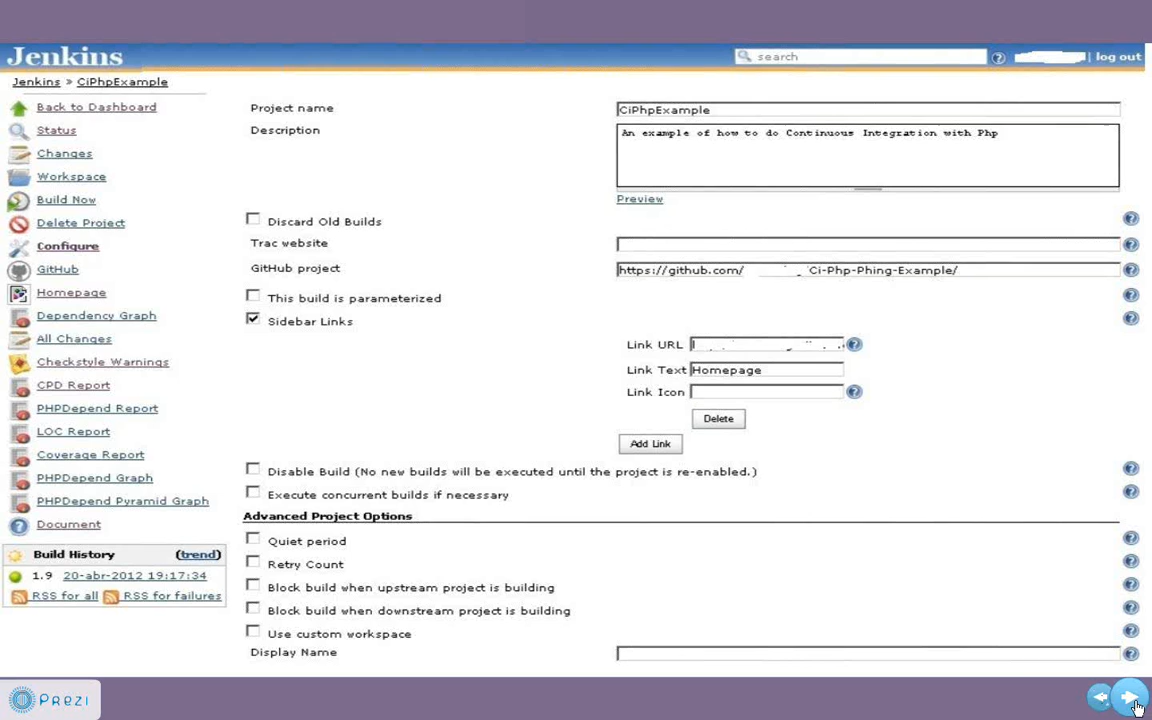 Jenkins
search
| log out
Jenkins » CiPhpExample
Back to Dashboard
Status
Changes
Workspace
Build Now
Delete Project
Configure
GitHub
Homepage
Dependency Graph
All Changes
Checkstyle Warnings
CPD Report
PHPDepend Report
LOC Report
Coverage Report
PHPDepend Graph
PHPDepend Pyramid Graph
Document
Build History (trend)
1.9 20-abr-2012 19:17:34
RSS for all RSS for failures
Project name CiPhpExample
Description An example of how to do Continuous Integration with Php
Preview
Discard Old Builds
Trac website
GitHub project https://github.com/ Ci-Php-Phing-Example/
This build is parameterized
Sidebar Links
Link URL
Link Text Homepage
Link Icon
Delete
Add Link
Disable Build (No new builds will be executed until the project is re-enabled.)
Execute concurrent builds if necessary
Advanced Project Options
Quiet period
Retry Count
Block build when upstream project is building
Block build when downstream project is building
Use custom workspace
Display Name
Prezi